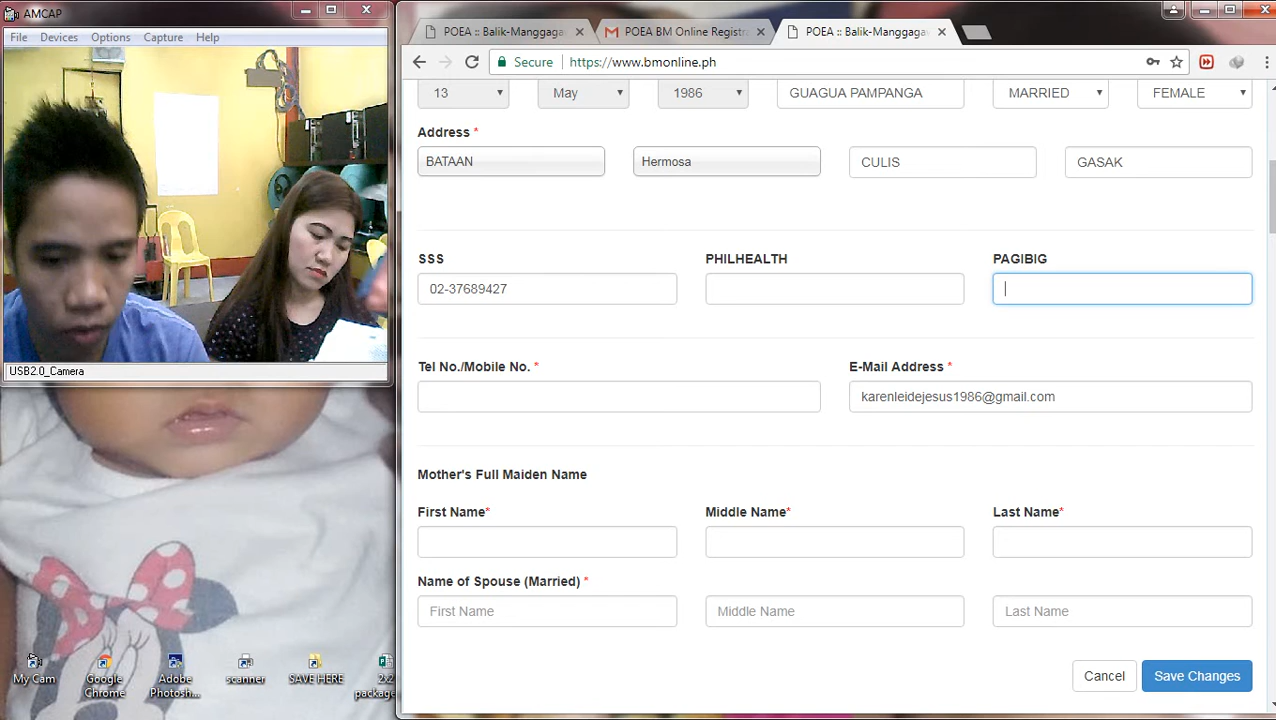 AMCAP
File Devices Options Capture Help
USB2.0_Camera
My Cam
Google Chrome
Adobe Photosh...
scanner
SAVE HERE
package
POEA :: Balik-Manggaga
POEA BM Online Registra
POEA :: Balik-Manggagaw
Secure https://www.bmonline.ph
13 May 1986 GUAGUA PAMPANGA MARRIED FEMALE
Address *
BATAAN Hermosa CULIS GASAK
SSS PHILHEALTH PAGIBIG
02-37689427
Tel No./Mobile No. * E-Mail Address *
karenleidejesus1986@gmail.com
Mother's Full Maiden Name
First Name* Middle Name* Last Name*
Name of Spouse (Married) *
First Name Middle Name Last Name
Cancel Save Changes